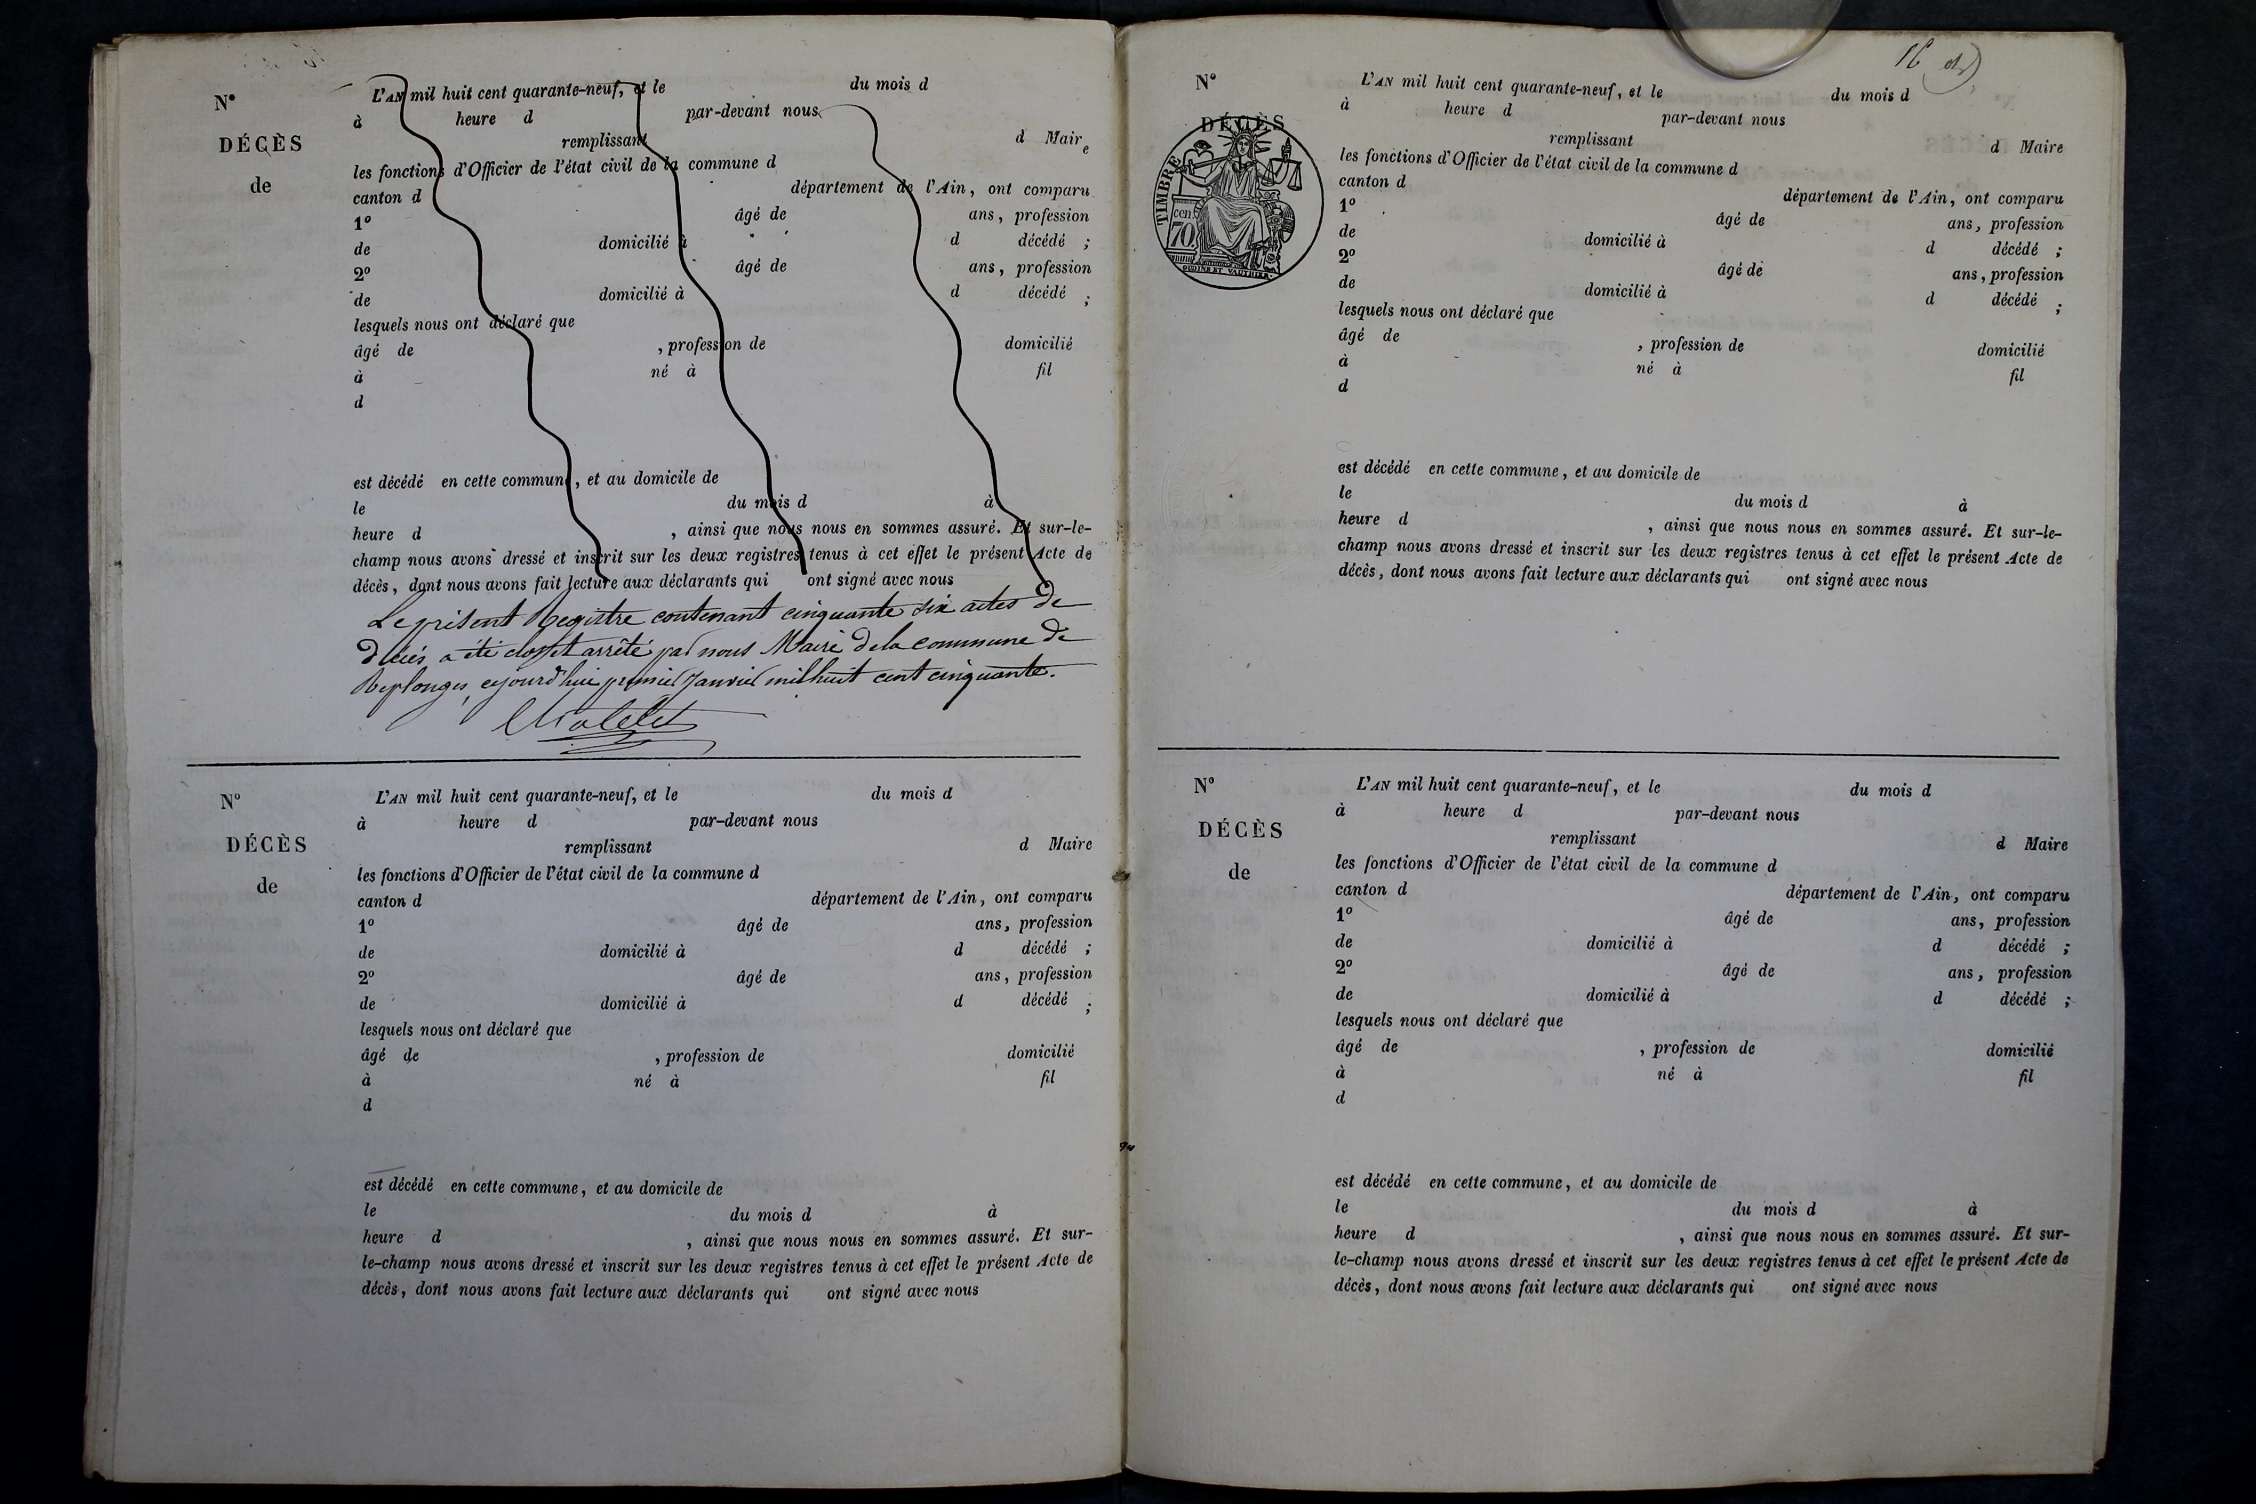 N°
DÉCÈS
de
L'AN mil huit cent quarante-neuf, et le du mois d
à heure d par-devant nous
remplissant d Maire
les fonctions d'Officier de l'état civil de la commune d
canton d département de l'Ain, ont comparu
1° âgé de ans, profession
de domicilié à d décédé ;
2° âgé de ans, profession
de domicilié à d décédé ;
lesquels nous ont déclaré que
âgé de , profession de domicilié
à né à fil
d
est décédé en cette commune, et au domicile de
le du mois d à
heure d , ainsi que nous nous en sommes assuré. Et sur-le-
champ nous avons dressé et inscrit sur les deux registres tenus à cet effet le présent Acte de
décès, dont nous avons fait lecture aux déclarants qui ont signé avec nous
Le présent Registre contenant cinquante six actes de
Décés a été clos et arrêté par nous Maire de la commune de
Replonges, cejourd'hui premier Janvier mil huit cent cinquante.
N°
DÉCÈS
de
L'AN mil huit cent quarante-neuf, et le du mois d
à heure d par-devant nous
remplissant d Maire
les fonctions d'Officier de l'état civil de la commune d
canton d département de l'Ain, ont comparu
1° âgé de ans, profession
de domicilié à d décédé ;
2° âgé de ans, profession
de domicilié à d décédé ;
lesquels nous ont déclaré que
âgé de , profession de domicilié
à né à fil
d
est décédé en cette commune, et au domicile de
le du mois d à
heure d , ainsi que nous nous en sommes assuré. Et sur-
le-champ nous avons dressé et inscrit sur les deux registres tenus à cet effet le présent Acte de
décès, dont nous avons fait lecture aux déclarants qui ont signé avec nous
16
N°
DÉCÈS
TIMBRE
70
cen
OUDINE ET VAUTHIER
L'AN mil huit cent quarante-neuf, et le du mois d
à heure d par-devant nous
remplissant d Maire
les fonctions d'Officier de l'état civil de la commune d
canton d département de l'Ain, ont comparu
1° âgé de ans, profession
de domicilié à d décédé ;
2° âgé de ans, profession
de domicilié à d décédé ;
lesquels nous ont déclaré que
âgé de , profession de domicilié
à né à fil
d
est décédé en cette commune, et au domicile de
le du mois d à
heure d , ainsi que nous nous en sommes assuré. Et sur-le-
champ nous avons dressé et inscrit sur les deux registres tenus à cet effet le présent Acte de
décès, dont nous avons fait lecture aux déclarants qui ont signé avec nous
N°
DÉCÈS
de
L'AN mil huit cent quarante-neuf, et le du mois d
à heure d par-devant nous
remplissant d Maire
les fonctions d'Officier de l'état civil de la commune d
canton d département de l'Ain, ont comparu
1° âgé de ans, profession
de domicilié à d décédé ;
2° âgé de ans, profession
de domicilié à d décédé ;
lesquels nous ont déclaré que
âgé de , profession de domicilié
à né à fil
d
est décédé en cette commune, et au domicile de
le du mois d à
heure d , ainsi que nous nous en sommes assuré. Et sur-
le-champ nous avons dressé et inscrit sur les deux registres tenus à cet effet le présent Acte de
décès, dont nous avons fait lecture aux déclarants qui ont signé avec nous